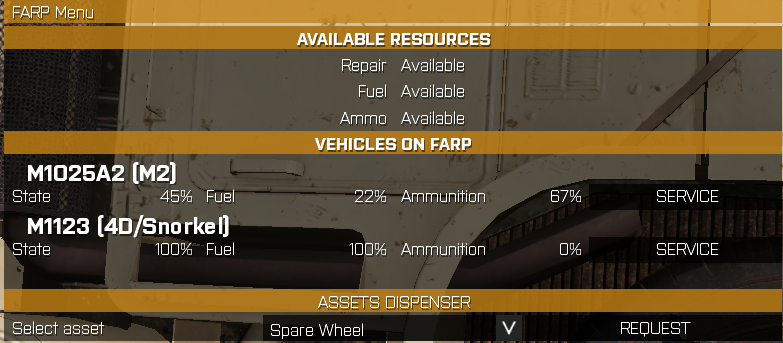 FARP Menu
AVAILABLE RESOURCES
Repair Available
Fuel Available
Ammo Available
VEHICLES ON FARP
M1025A2 (M2)
State 45% Fuel 22% Ammunition 67% SERVICE
M1123 (4D/Snorkel)
State 100% Fuel 100% Ammunition 0% SERVICE
ASSETS DISPENSER
Select asset Spare Wheel V REQUEST